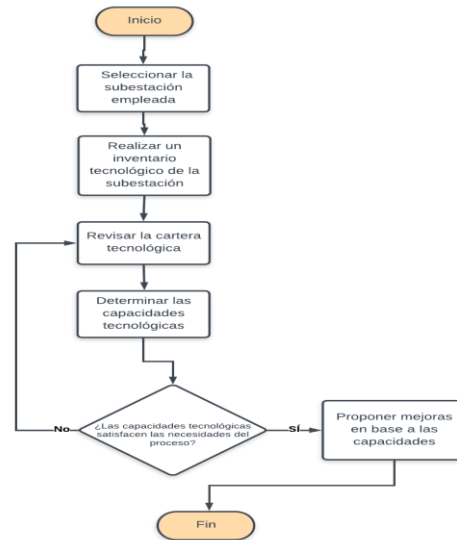 Inicio
Seleccionar la
subestación
empleada
Realizar un
inventario
tecnológico de la
subestación
Revisar la cartera
tecnológica
Determinar las
capacidades
tecnológicas
¿Las capacidades tecnológicas
satisfacen las necesidades del
proceso?
No
Sí
Proponer mejoras
en base a las
capacidades
Fin